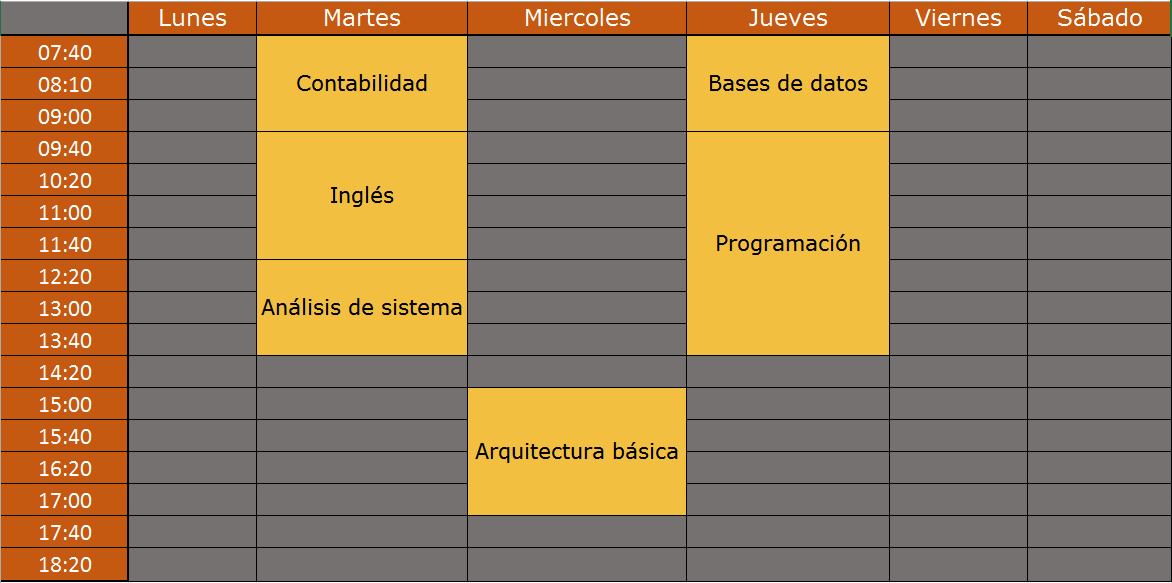 Lunes Martes Miercoles Jueves Viernes Sábado
07:40
08:10 Contabilidad Bases de datos
09:00
09:40
10:20
11:00 Inglés
11:40 Programación
12:20
13:00 Análisis de sistema
13:40
14:20
15:00
15:40 Arquitectura básica
16:20
17:00
17:40
18:20